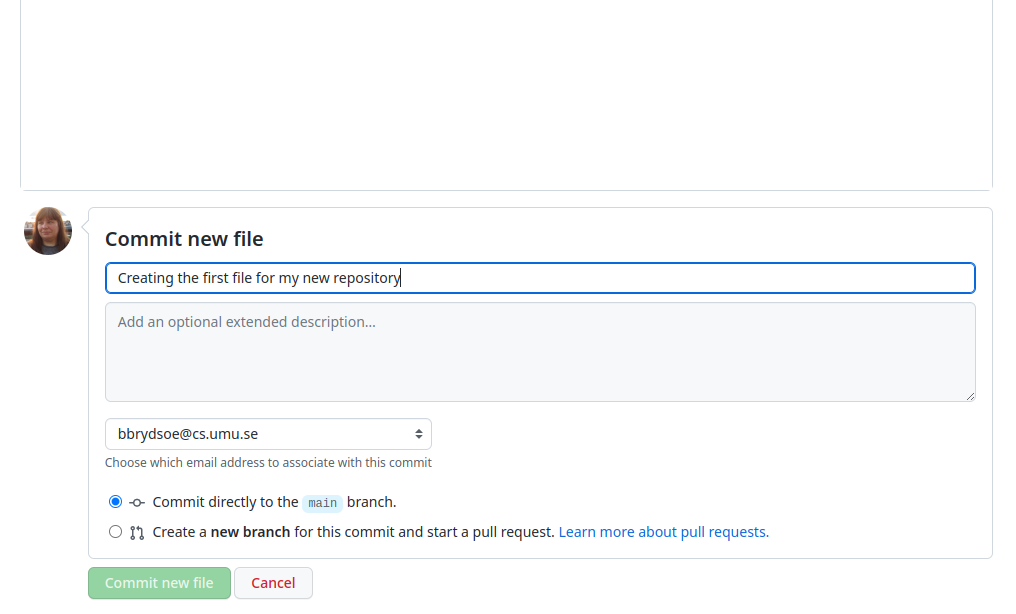 Commit new file
Creating the first file for my new repository
Add an optional extended description...
bbrydsoe@cs.umu.se
Choose which email address to associate with this commit
Commit directly to the main branch.
Create a new branch for this commit and start a pull request. Learn more about pull requests.
Commit new file Cancel